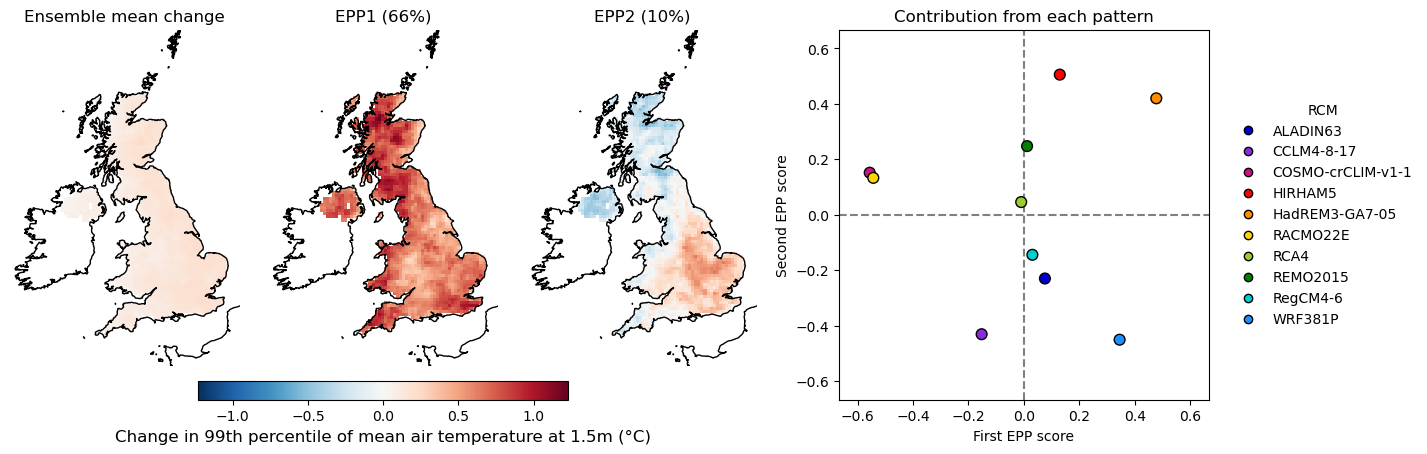 Ensemble mean change
EPP1 (66%)
EPP2 (10%)
Contribution from each pattern
−1.0
−0.5
0.0
0.5
1.0
Change in 99th percentile of mean air temperature at 1.5m (°C)
Second EPP score
0.6
0.4
0.2
0.0
−0.2
−0.4
−0.6
−0.6
−0.4
−0.2
0.0
0.2
0.4
0.6
First EPP score
RCM
ALADIN63
CCLM4-8-17
COSMO-crCLIM-v1-1
HIRHAM5
HadREM3-GA7-05
RACMO22E
RCA4
REMO2015
RegCM4-6
WRF381P